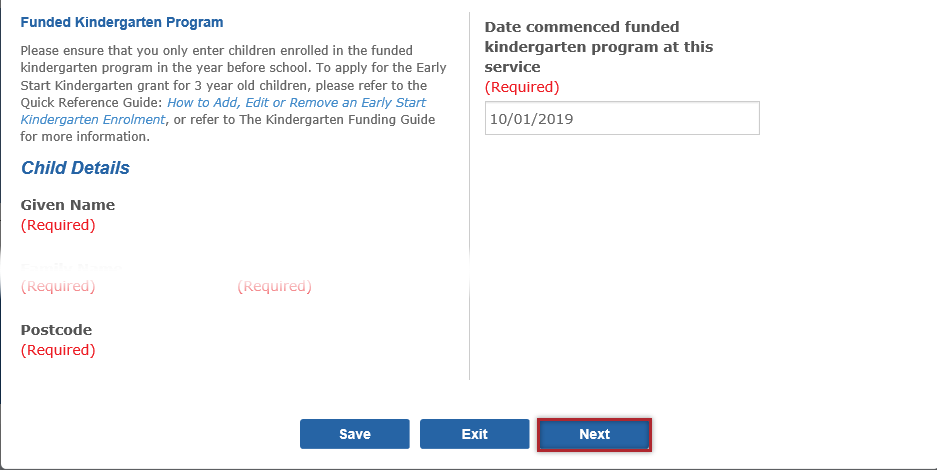 Funded Kindergarten Program
Please ensure that you only enter children enrolled in the funded
kindergarten program in the year before school. To apply for the Early
Start Kindergarten grant for 3 year old children, please refer to the
Quick Reference Guide: How to Add, Edit or Remove an Early Start
Kindergarten Enrolment, or refer to The Kindergarten Funding Guide
for more information.
Child Details
Given Name
(Required)
(Required) (Required)
Postcode
(Required)
Date commenced funded
kindergarten program at this
service
(Required)
10/01/2019
Save Exit Next